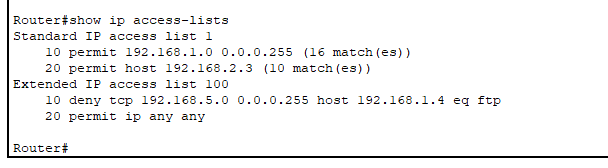 Router#show ip access-lists
Standard IP access list 1
    10 permit 192.168.1.0 0.0.0.255 (16 match(es))
    20 permit host 192.168.2.3 (10 match(es))
Extended IP access list 100
    10 deny tcp 192.168.5.0 0.0.0.255 host 192.168.1.4 eq ftp
    20 permit ip any any
Router#